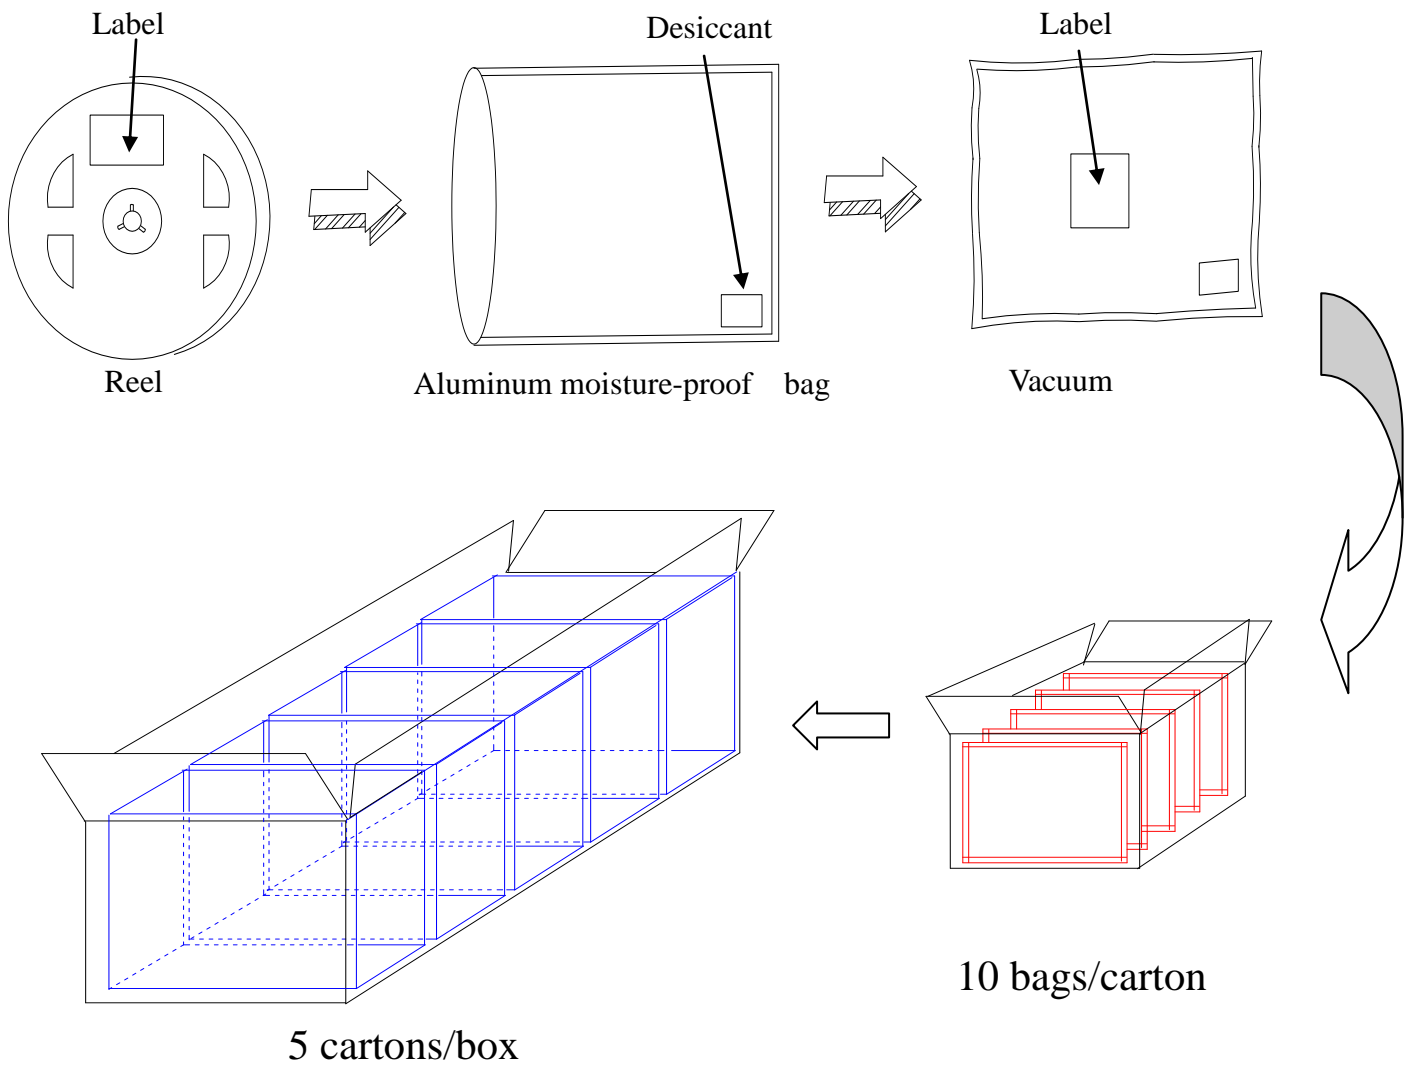 Label
Desiccant
Label
Reel
Aluminum moisture-proof bag
Vacuum
10 bags/carton
5 cartons/box